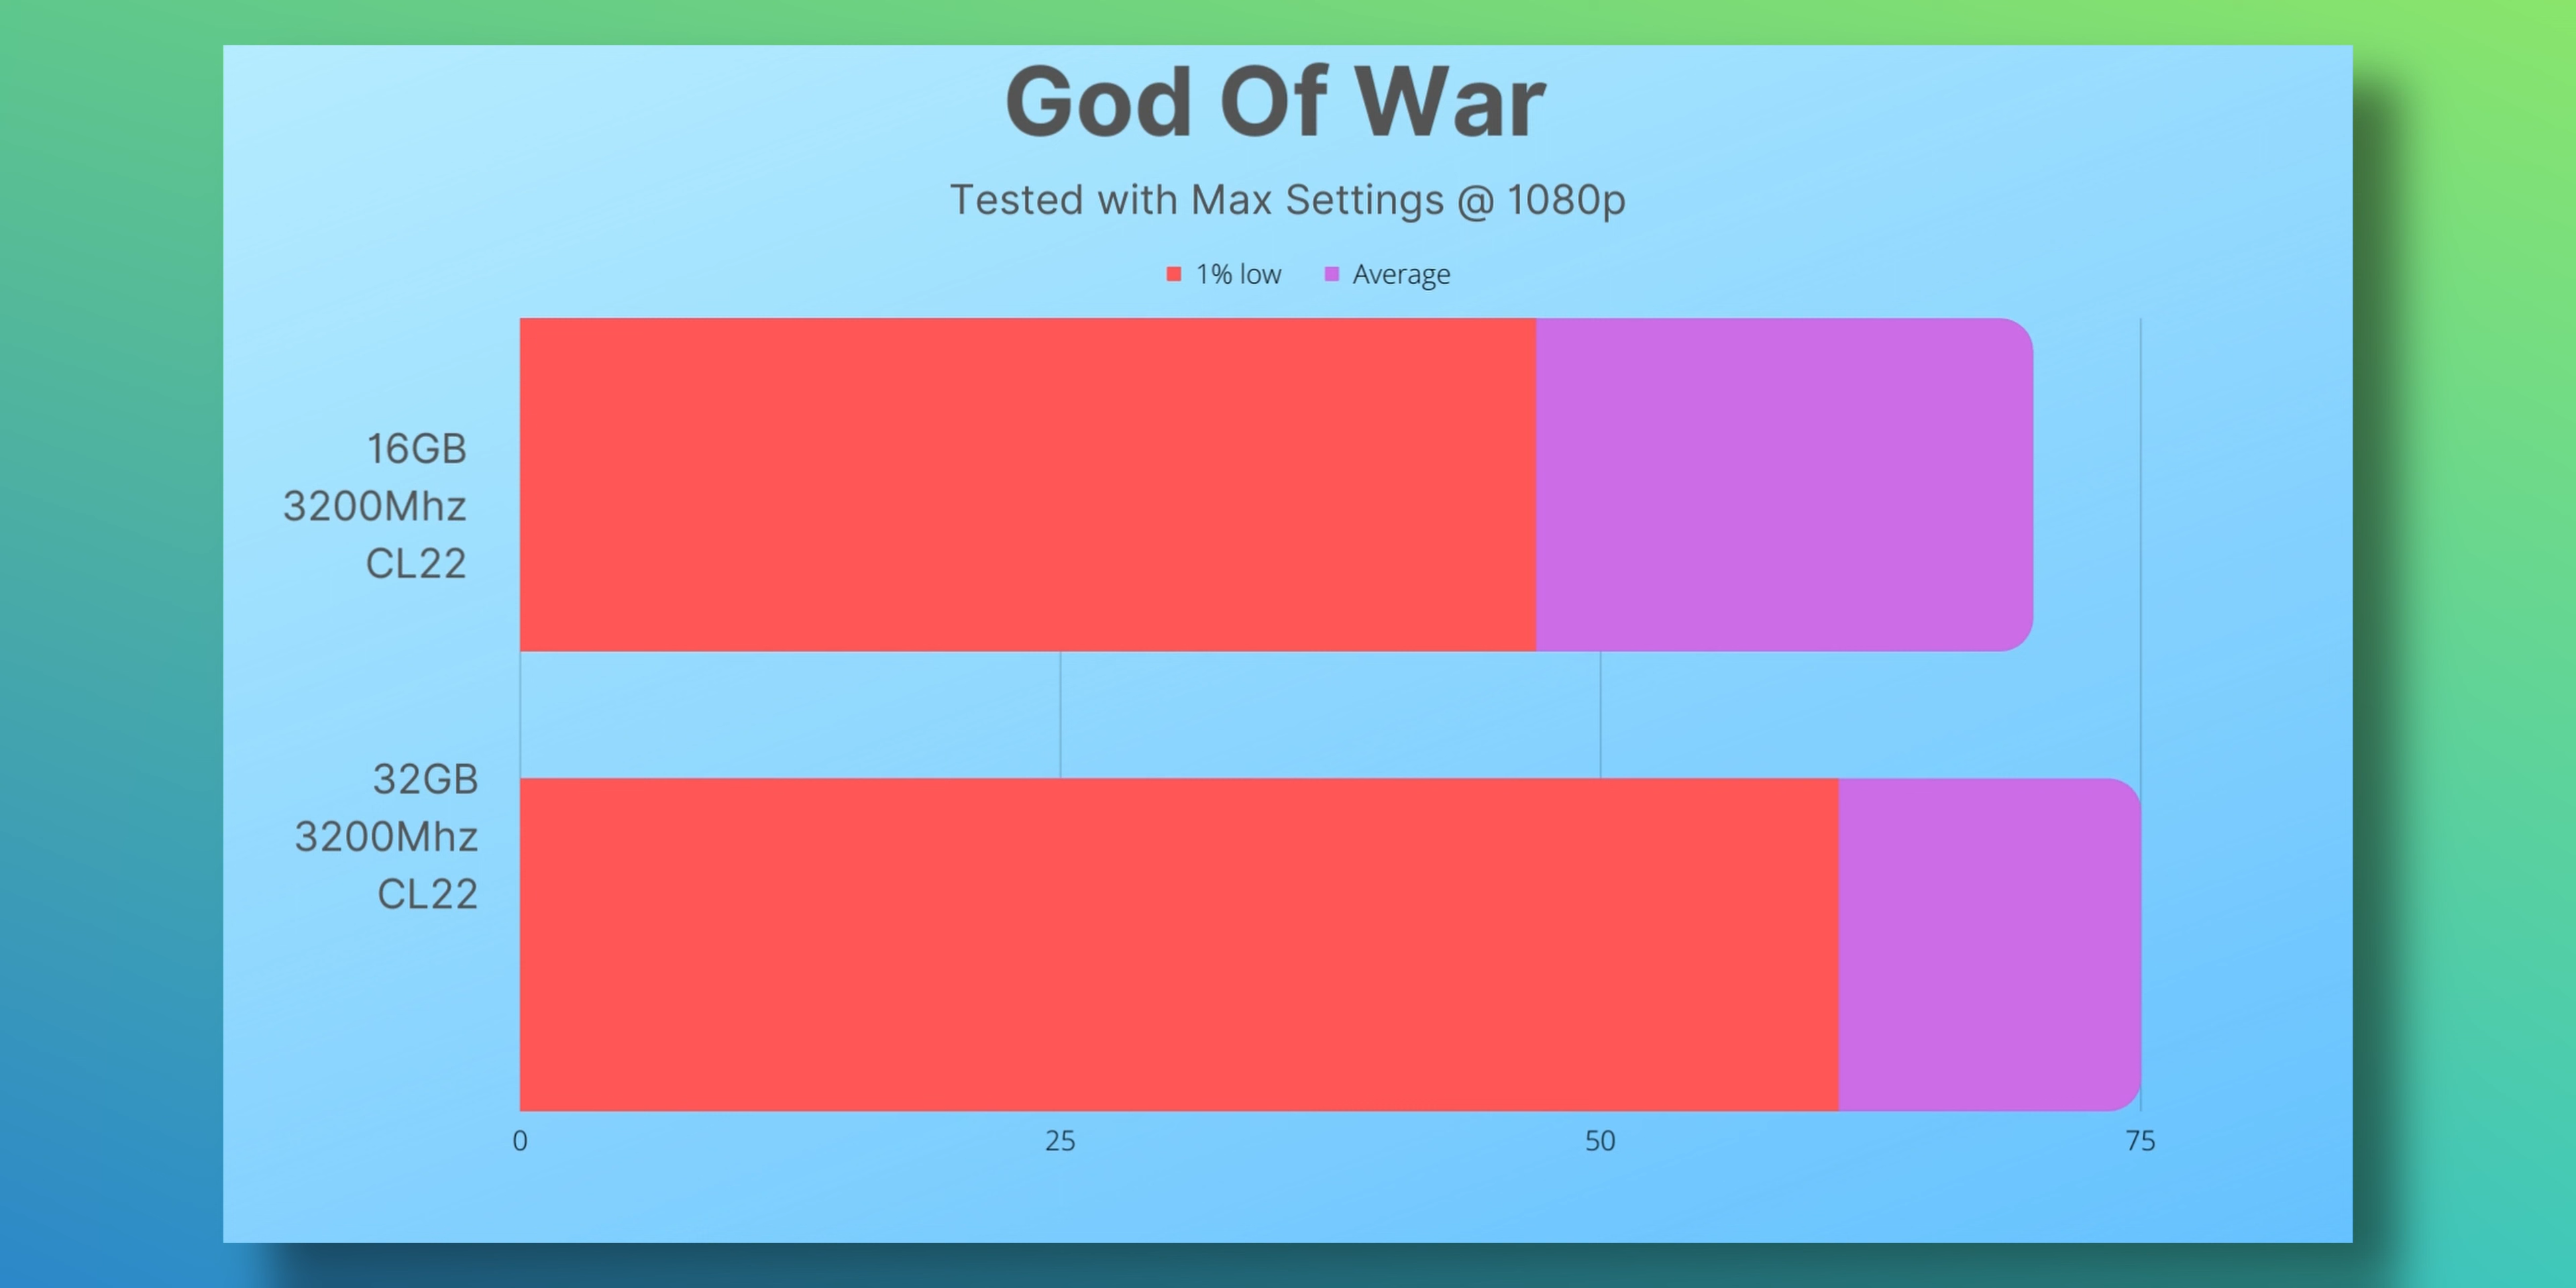 God Of War
Tested with Max Settings @ 1080p
1% low Average
16GB
3200Mhz
CL22
32GB
3200Mhz
CL22
0 25 50 75